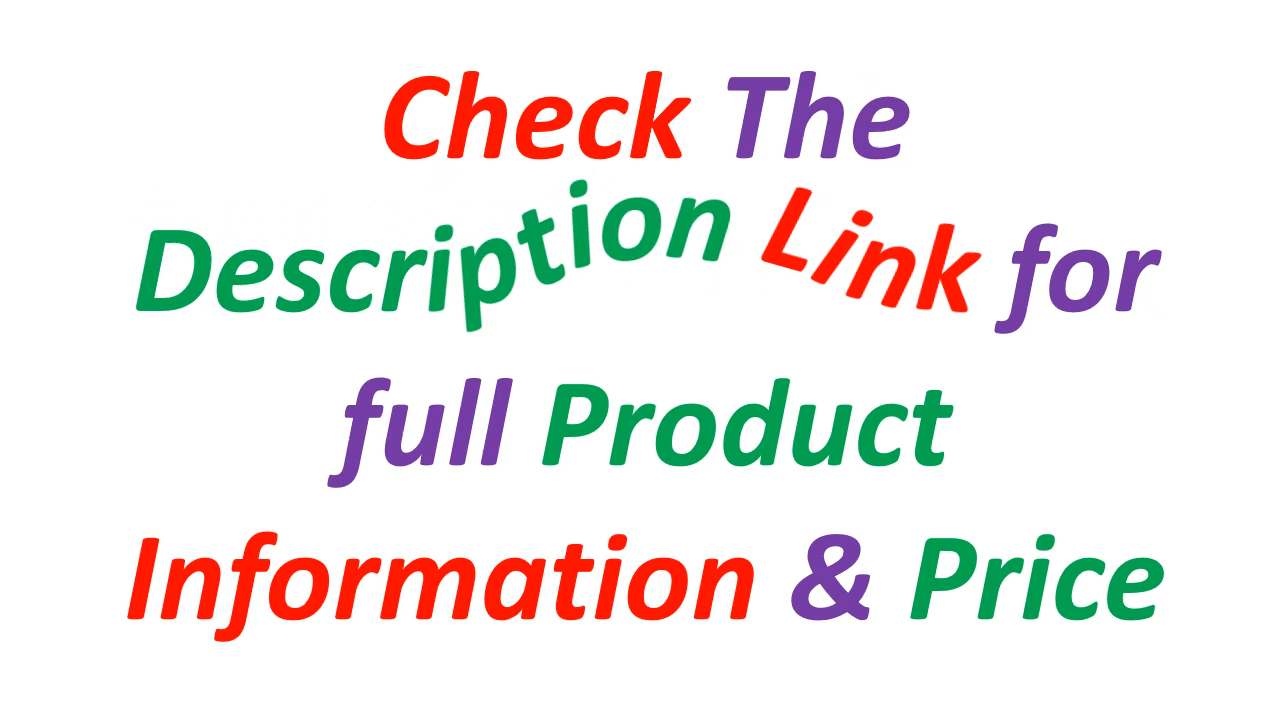 Check The
Description Link for
full Product
Information & Price